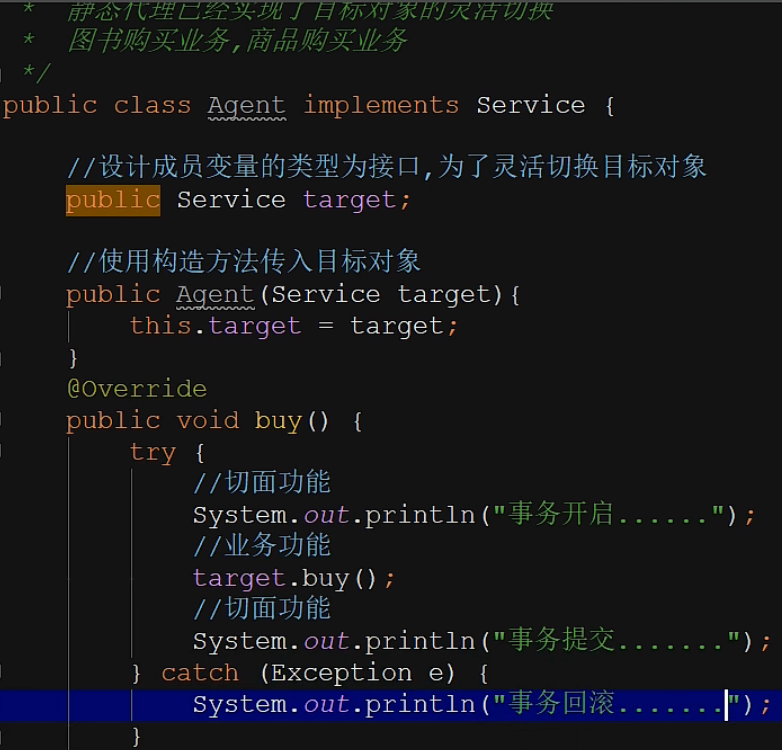 * 静态代理已经实现了目标对象的灵活切换
* 图书购买业务,商品购买业务
*/
public class Agent implements Service {
//设计成员变量的类型为接口,为了灵活切换目标对象
public Service target;
//使用构造方法传入目标对象
public Agent(Service target){
this.target = target;
}
@Override
public void buy() {
try {
//切面功能
System.out.println("事务开启......");
//业务功能
target.buy();
//切面功能
System.out.println("事务提交.......");
} catch (Exception e) {
System.out.println("事务回滚.......");
}